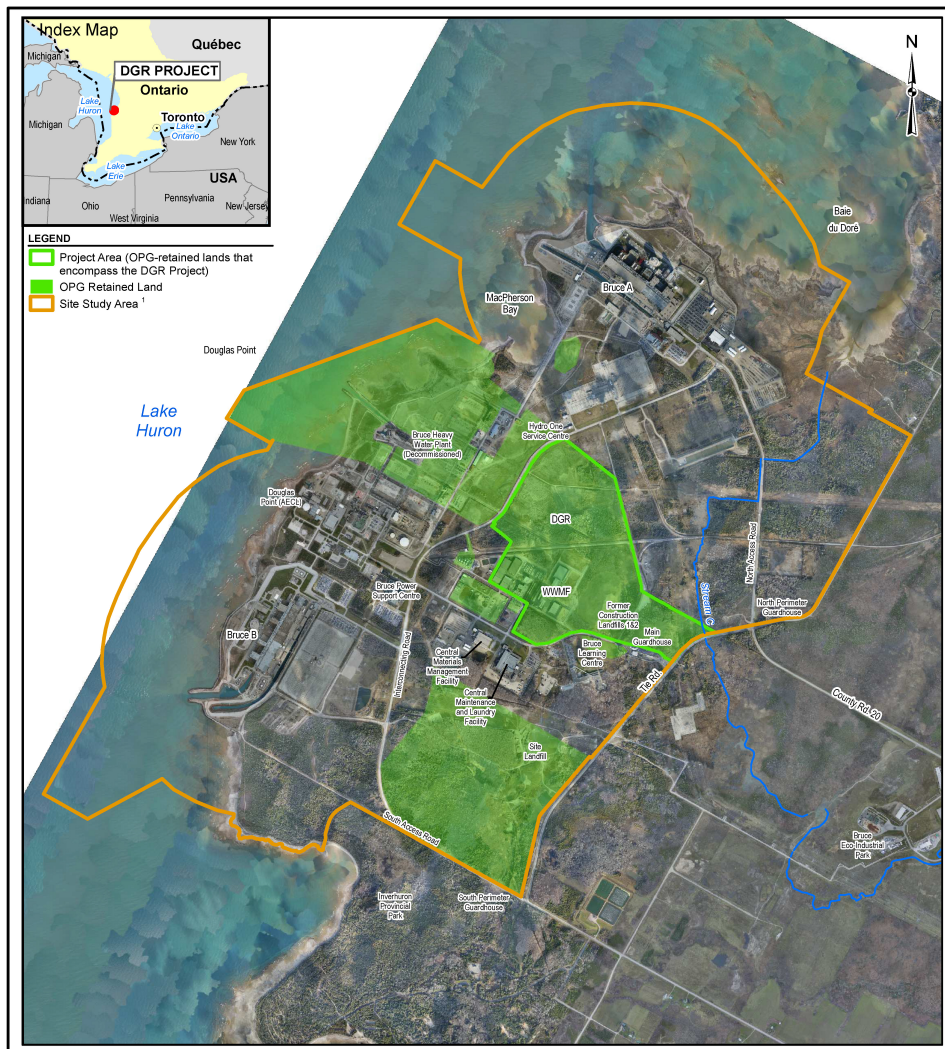 Index Map
Québec
Michigan
DGR PROJECT
Ontario
Lake
Huron
Toronto
Lake
Ontario
Michigan
New York
Lake
Erie
USA
Indiana
Ohio
Pennsylvania
New Jersey
West Virginia
N
LEGEND
Project Area (OPG-retained lands that
encompass the DGR Project)
OPG Retained Land
Site Study Area 1
Baie
du Doré
Bruce A
MacPherson
Bay
Douglas Point
Lake
Huron
Hydro One
Service Centre
Bruce Heavy
Water Plant
(Decommissioned)
Douglas
Point (AECL)
DGR
North Access Road
Stream C
Bruce Power
Support Centre
WWMF
Former
Construction
Landfills 1&2
North Perimeter
Guardhouse
Bruce B
Main
Guardhouse
Bruce
Learning
Centre
Interconnecting Road
Central
Materials
Management
Facility
Tie Rd.
Central
Maintenance
and Laundry
Facility
County Rd. 20
Site
Landfill
South Access Road
Bruce
Eco-Industrial
Park
Inverhuron
Provincial
Park
South Perimeter
Guardhouse